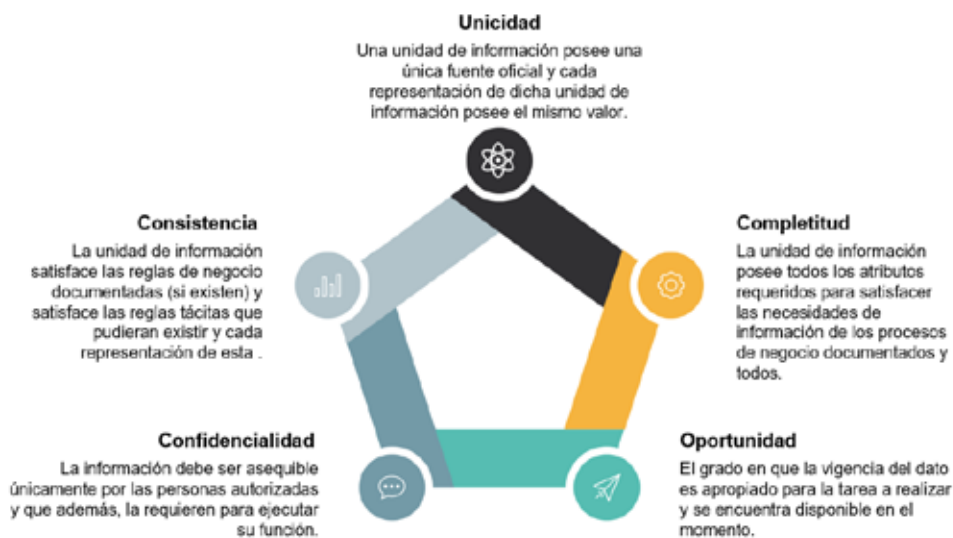 Unicidad
Una unidad de información posee una
única fuente oficial y cada
representación de dicha unidad de
información posee el mismo valor.
Consistencia
La unidad de información
satisface las reglas de negocio
documentadas (si existen) y
satisface las reglas tácitas que
pudieran existir y cada
representación de esta .
Completitud
La unidad de información
posee todos los atributos
requeridos para satisfacer
las necesidades de
información de los procesos
de negocio documentados y
todos.
Confidencialidad
La información debe ser asequible
únicamente por las personas autorizadas
y que además, la requieren para ejecutar
su función.
Oportunidad
El grado en que la vigencia del dato
es apropiado para la tarea a realizar
y se encuentra disponible en el
momento.